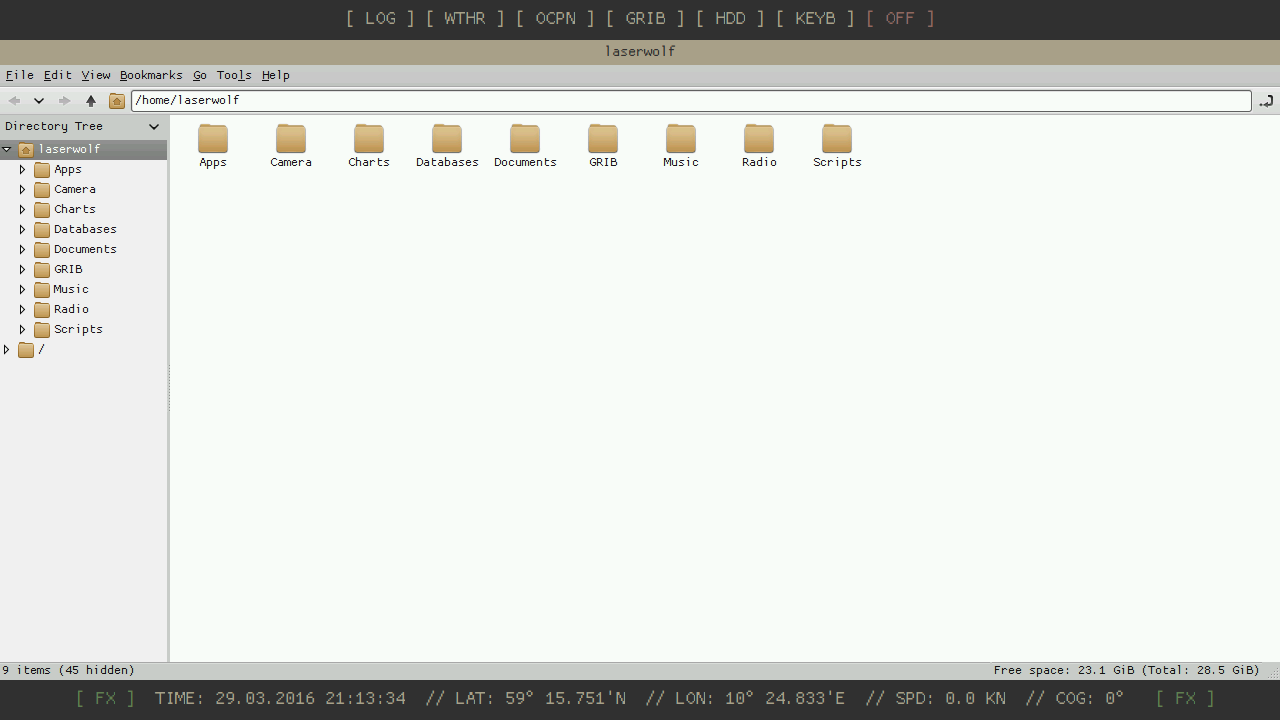 [ LOG ] [ WTHR ] [ OCPN ] [ GRIB ] [ HDD ] [ KEYB ] [ OFF ]
laserwolf
File Edit View Bookmarks Go Tools Help
/home/laserwolf
Directory Tree
laserwolf
Apps
Camera
Charts
Databases
Documents
GRIB
Music
Radio
Scripts
/
Apps Camera Charts Databases Documents GRIB Music Radio Scripts
9 items (45 hidden) Free space: 23.1 GiB (Total: 28.5 GiB)
[ FX ] TIME: 29.03.2016 21:13:34 // LAT: 59° 15.751'N // LON: 10° 24.833'E // SPD: 0.0 KN // COG: 0° [ FX ]